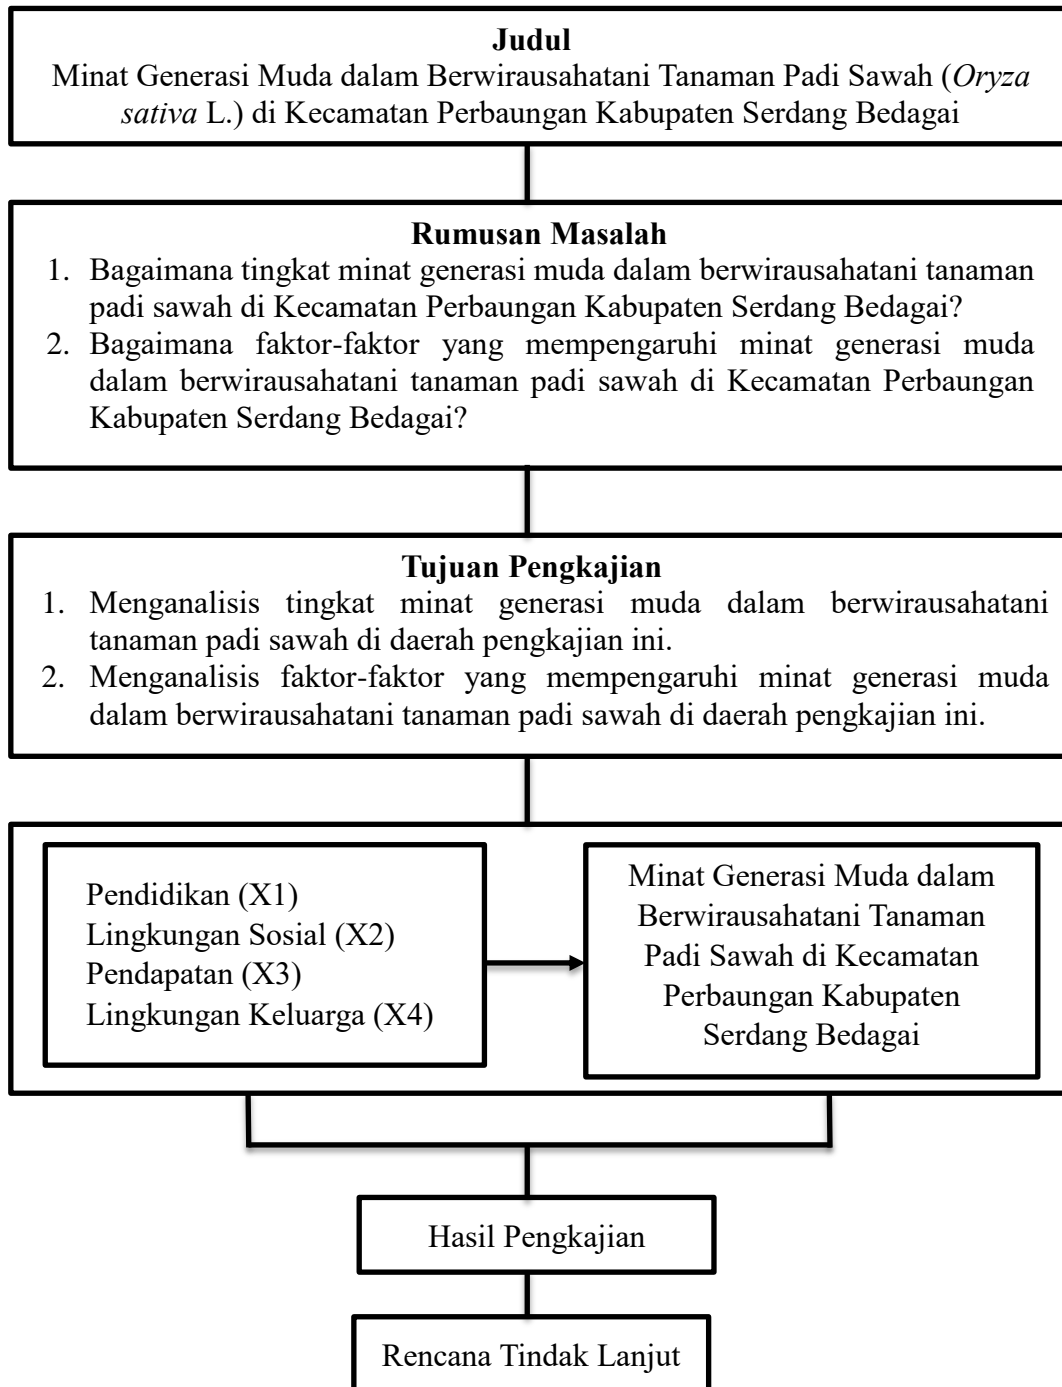 Judul
Minat Generasi Muda dalam Berwirausahatani Tanaman Padi Sawah (Oryza
sativa L.) di Kecamatan Perbaungan Kabupaten Serdang Bedagai
Rumusan Masalah
1. Bagaimana tingkat minat generasi muda dalam berwirausahatani tanaman
padi sawah di Kecamatan Perbaungan Kabupaten Serdang Bedagai?
2. Bagaimana faktor-faktor yang mempengaruhi minat generasi muda
dalam berwirausahatani tanaman padi sawah di Kecamatan Perbaungan
Kabupaten Serdang Bedagai?
Tujuan Pengkajian
1. Menganalisis tingkat minat generasi muda dalam berwirausahatani
tanaman padi sawah di daerah pengkajian ini.
2. Menganalisis faktor-faktor yang mempengaruhi minat generasi muda
dalam berwirausahatani tanaman padi sawah di daerah pengkajian ini.
Pendidikan (X1)
Lingkungan Sosial (X2)
Pendapatan (X3)
Lingkungan Keluarga (X4)
Minat Generasi Muda dalam
Berwirausahatani Tanaman
Padi Sawah di Kecamatan
Perbaungan Kabupaten
Serdang Bedagai
Hasil Pengkajian
Rencana Tindak Lanjut